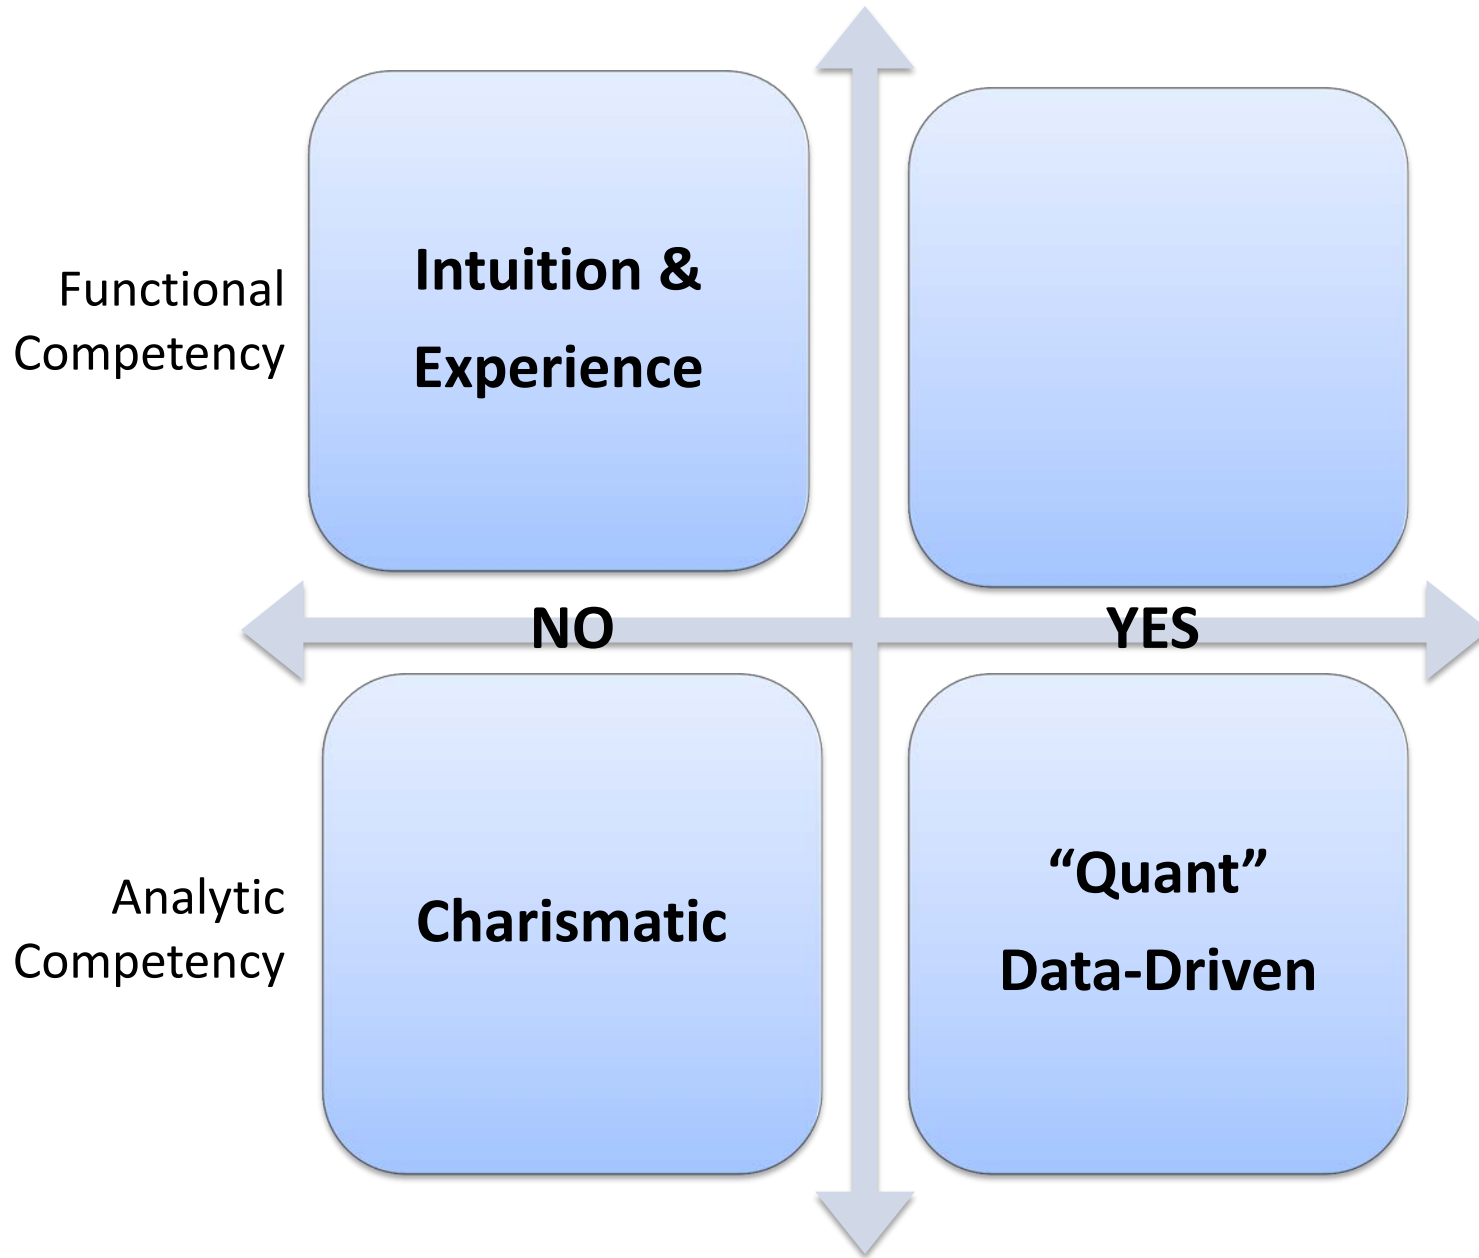 Functional
Competency
Intuition &
Experience
NO
YES
Analytic
Competency
Charismatic
“Quant”
Data-Driven